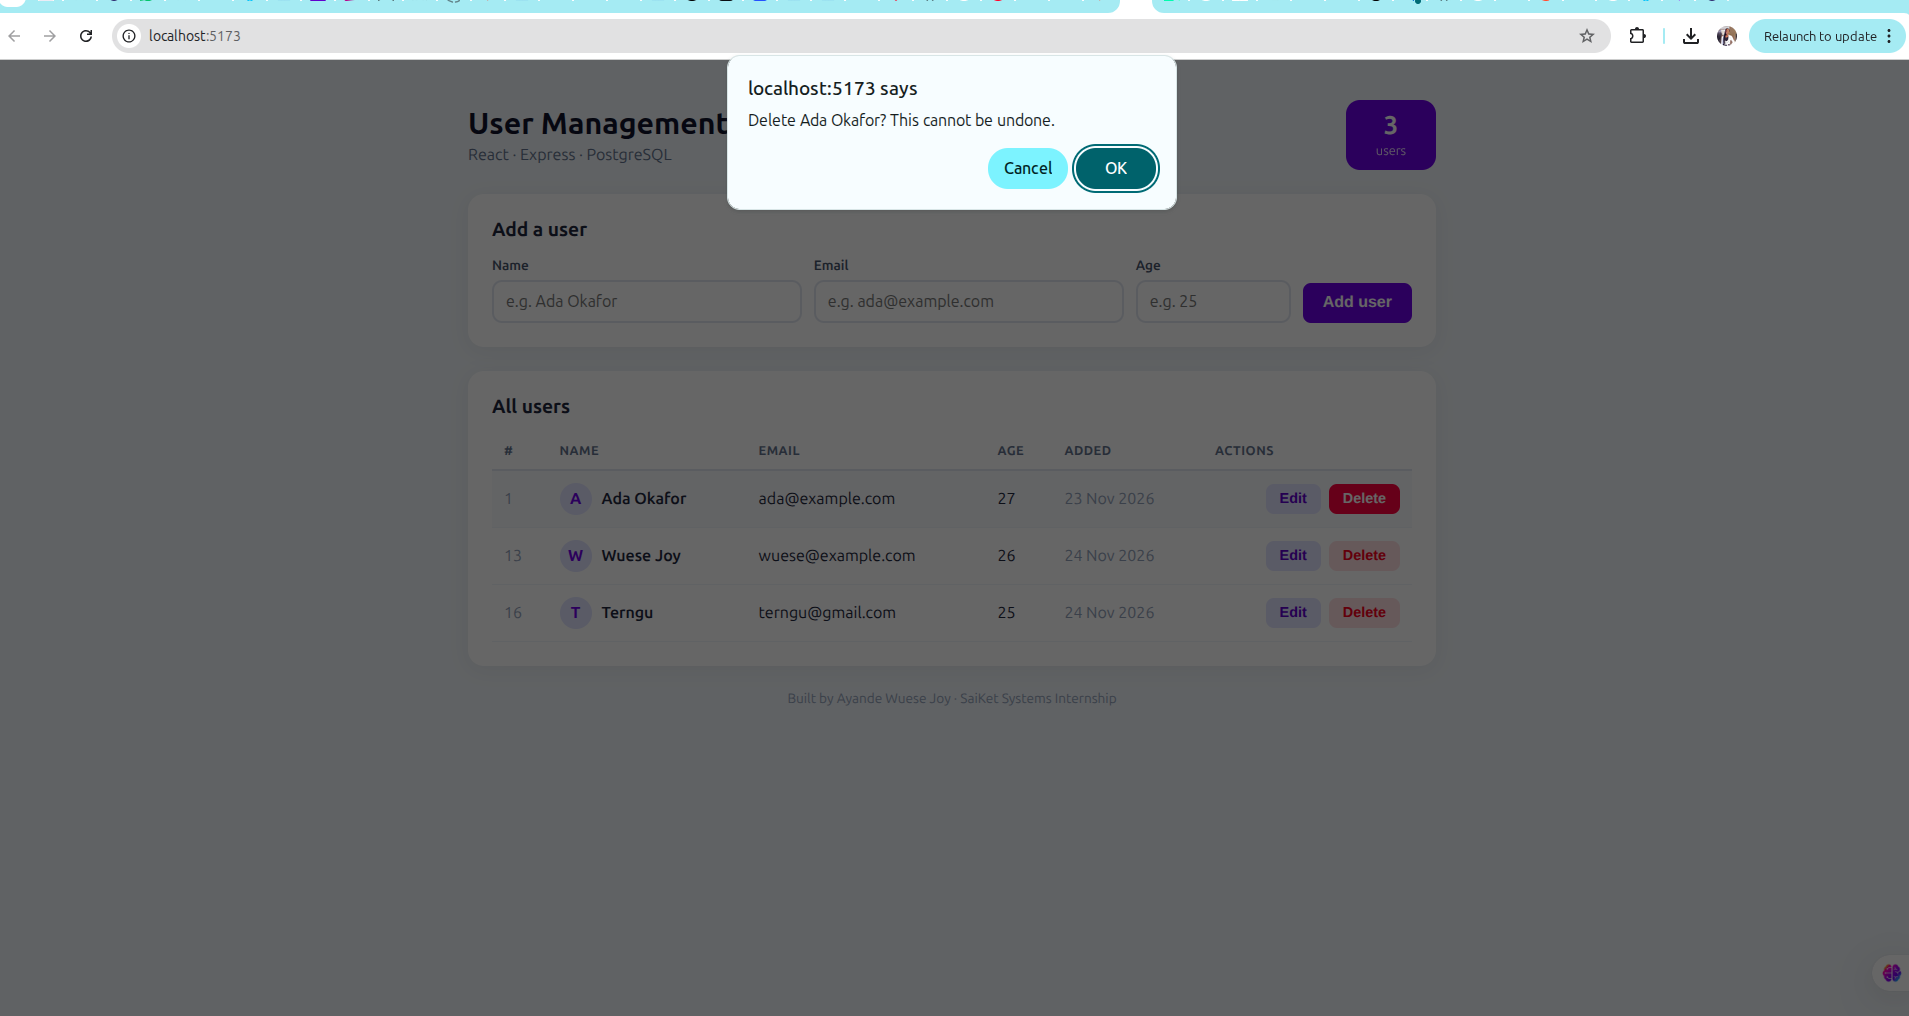 localhost:5173
Relaunch to update
localhost:5173 says
Delete Ada Okafor? This cannot be undone.
Cancel OK
User Management
React · Express · PostgreSQL
3
users
Add a user
Name Email Age
e.g. Ada Okafor e.g. ada@example.com e.g. 25 Add user
All users
# NAME EMAIL AGE ADDED ACTIONS
1 A Ada Okafor ada@example.com 27 23 Nov 2026 Edit Delete
13 W Wuese Joy wuese@example.com 26 24 Nov 2026 Edit Delete
16 T Terngu terngu@gmail.com 25 24 Nov 2026 Edit Delete
Built by Ayande Wuese Joy · SaiKet Systems Internship